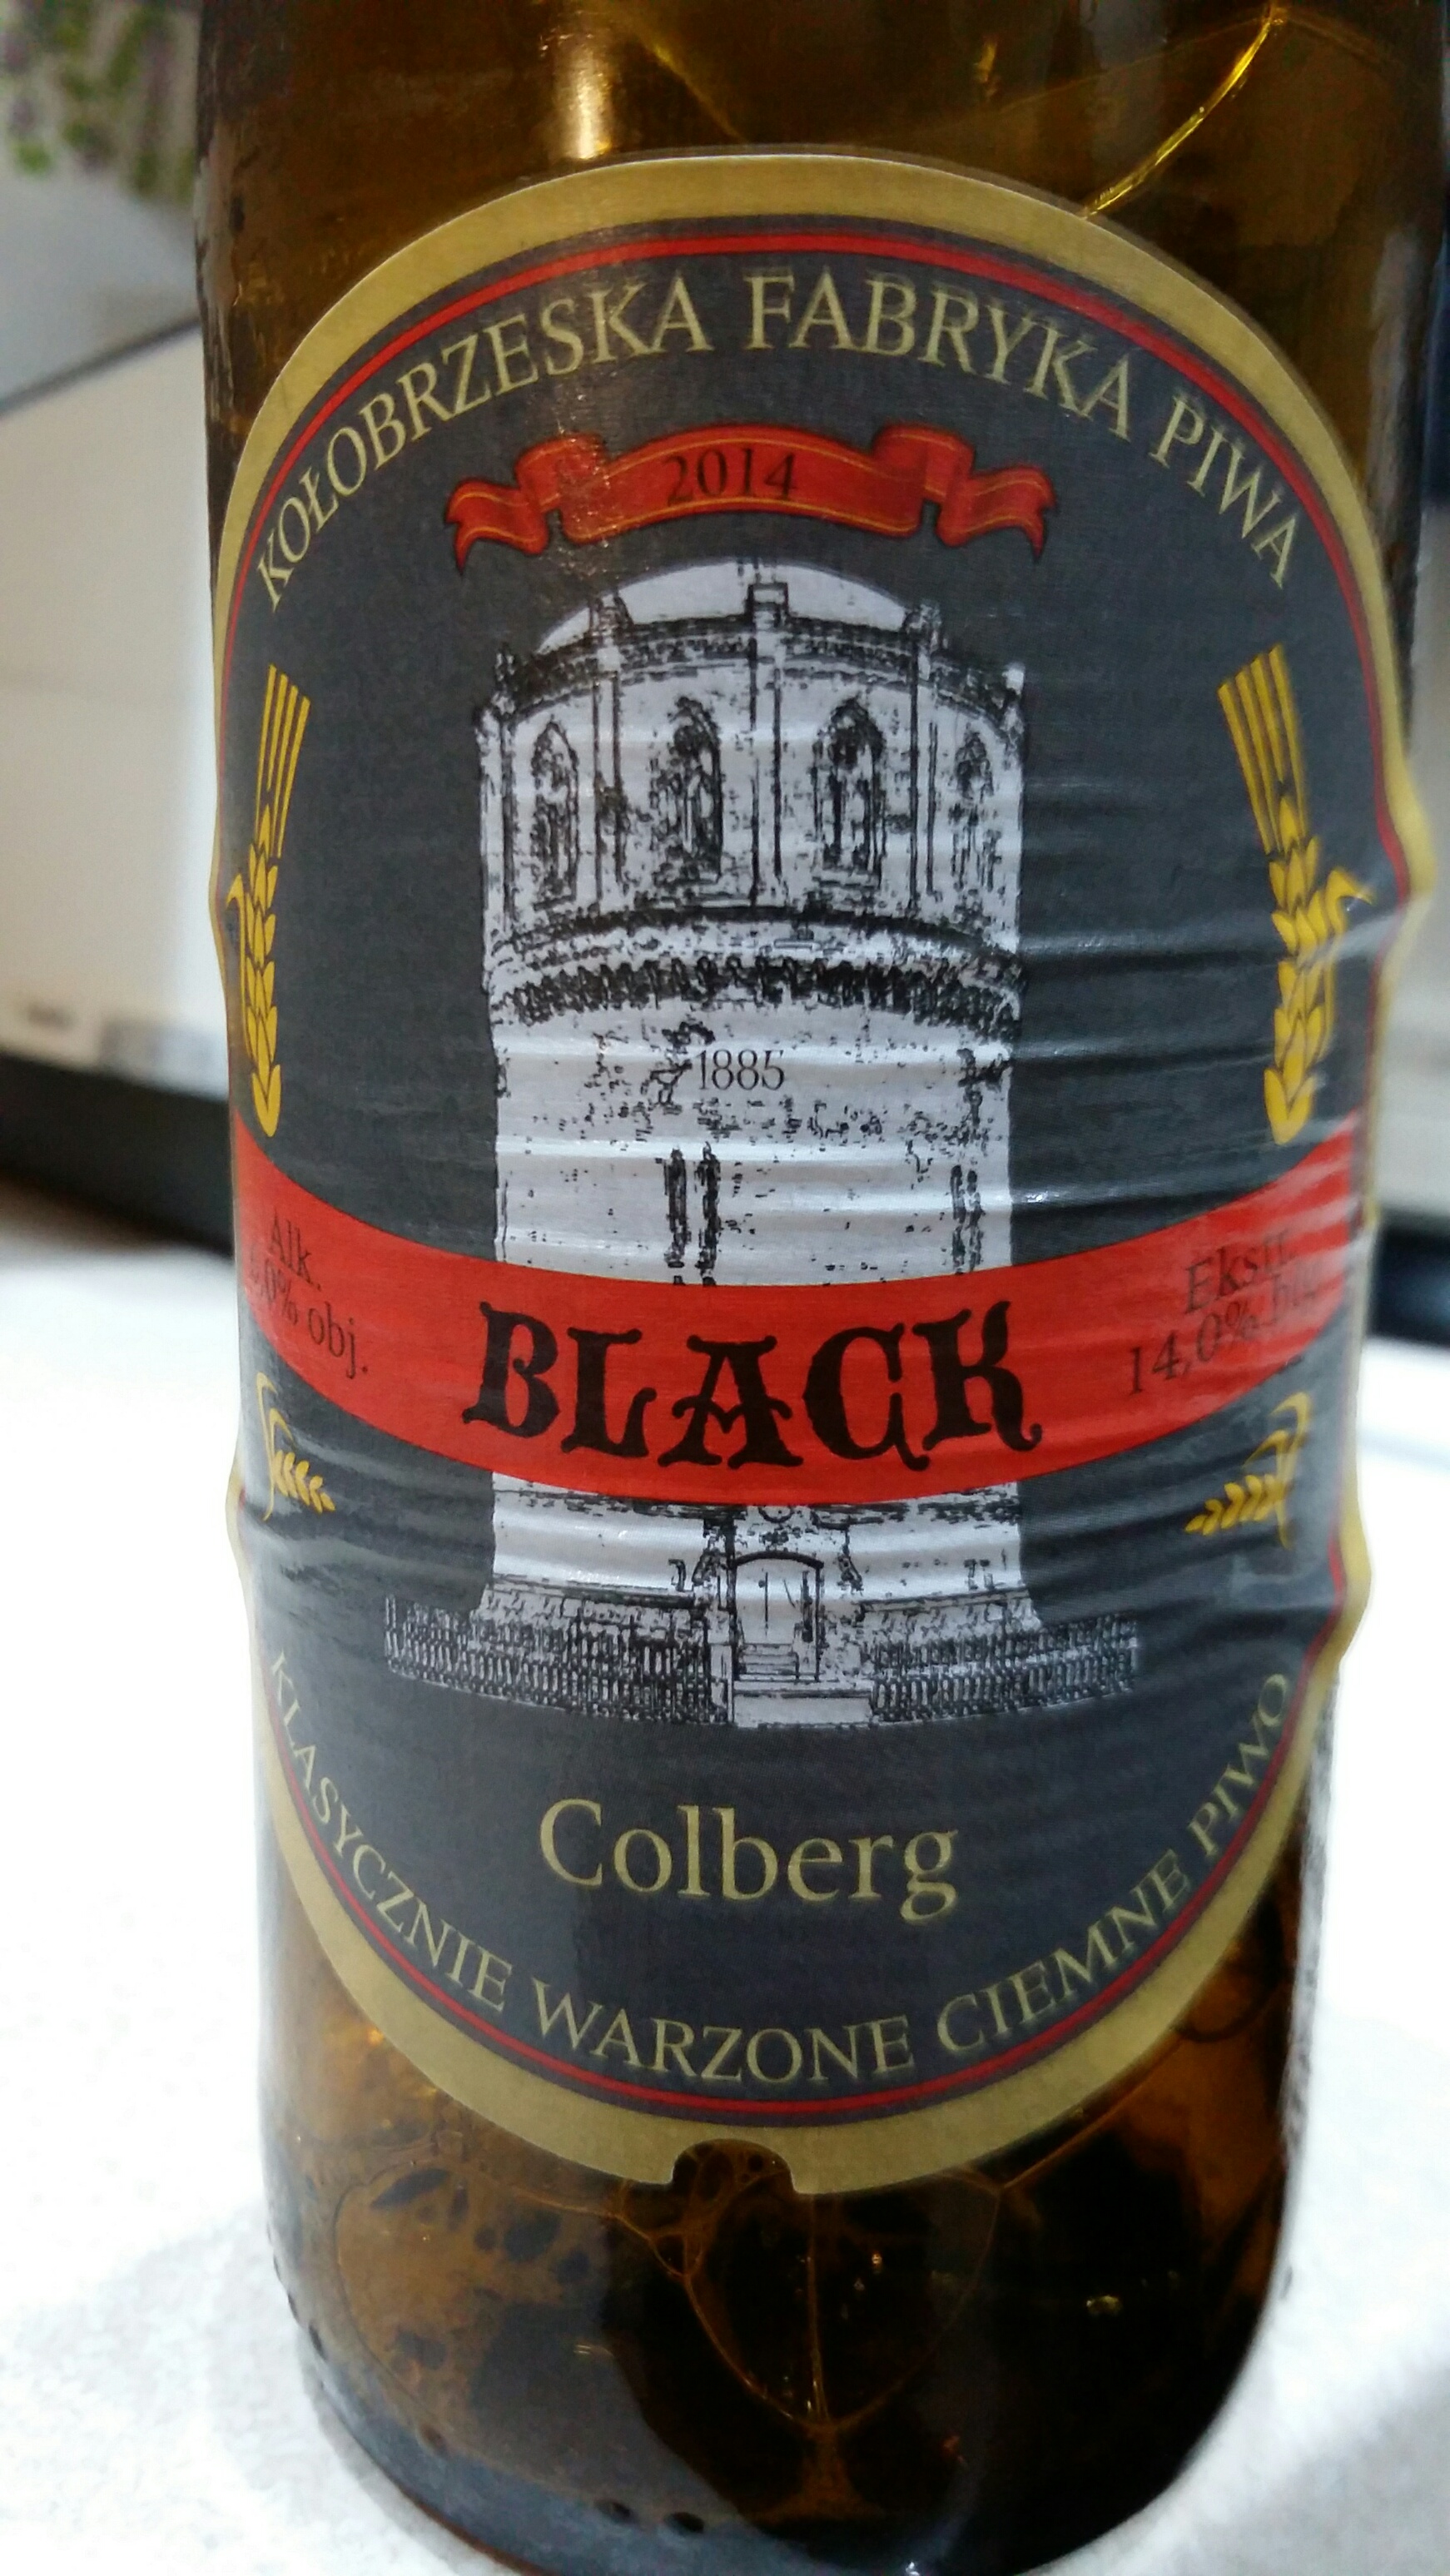 KOŁOBRZESKA FABRYKA PIWA
2014
1885
Alk.
obj.
BLACK
Ekstr.
14,0%
Colberg
KLASYCZNIE WARZONE CIEMNE PIWO